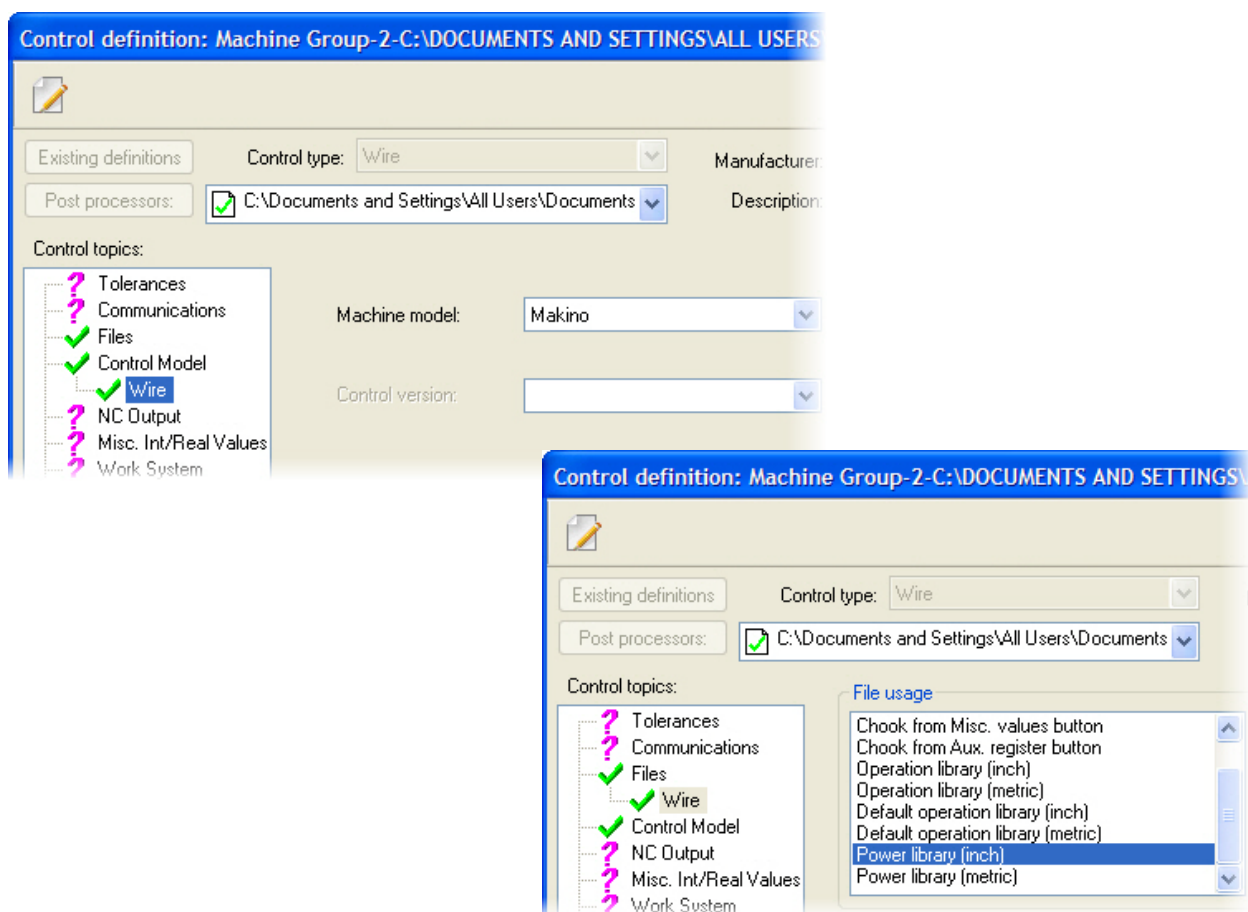 Control definition: Machine Group-2-C:\DOCUMENTS AND SETTINGS\ALL USERS\
Existing definitions
Control type: Wire
Manufacturer:
Post processors:
C:\Documents and Settings\All Users\Documents
Description:
Control topics:
Tolerances
Communications
Files
Control Model
Wire
NC Output
Misc. Int/Real Values
Work System
Machine model: Makino
Control version:
Control definition: Machine Group-2-C:\DOCUMENTS AND SETTINGS\
Existing definitions
Control type: Wire
Post processors:
C:\Documents and Settings\All Users\Documents
Control topics:
Tolerances
Communications
Files
Wire
Control Model
NC Output
Misc. Int/Real Values
Work System
File usage
Chook from Misc. values button
Chook from Aux. register button
Operation library (inch)
Operation library (metric)
Default operation library (inch)
Default operation library (metric)
Power library (inch)
Power library (metric)